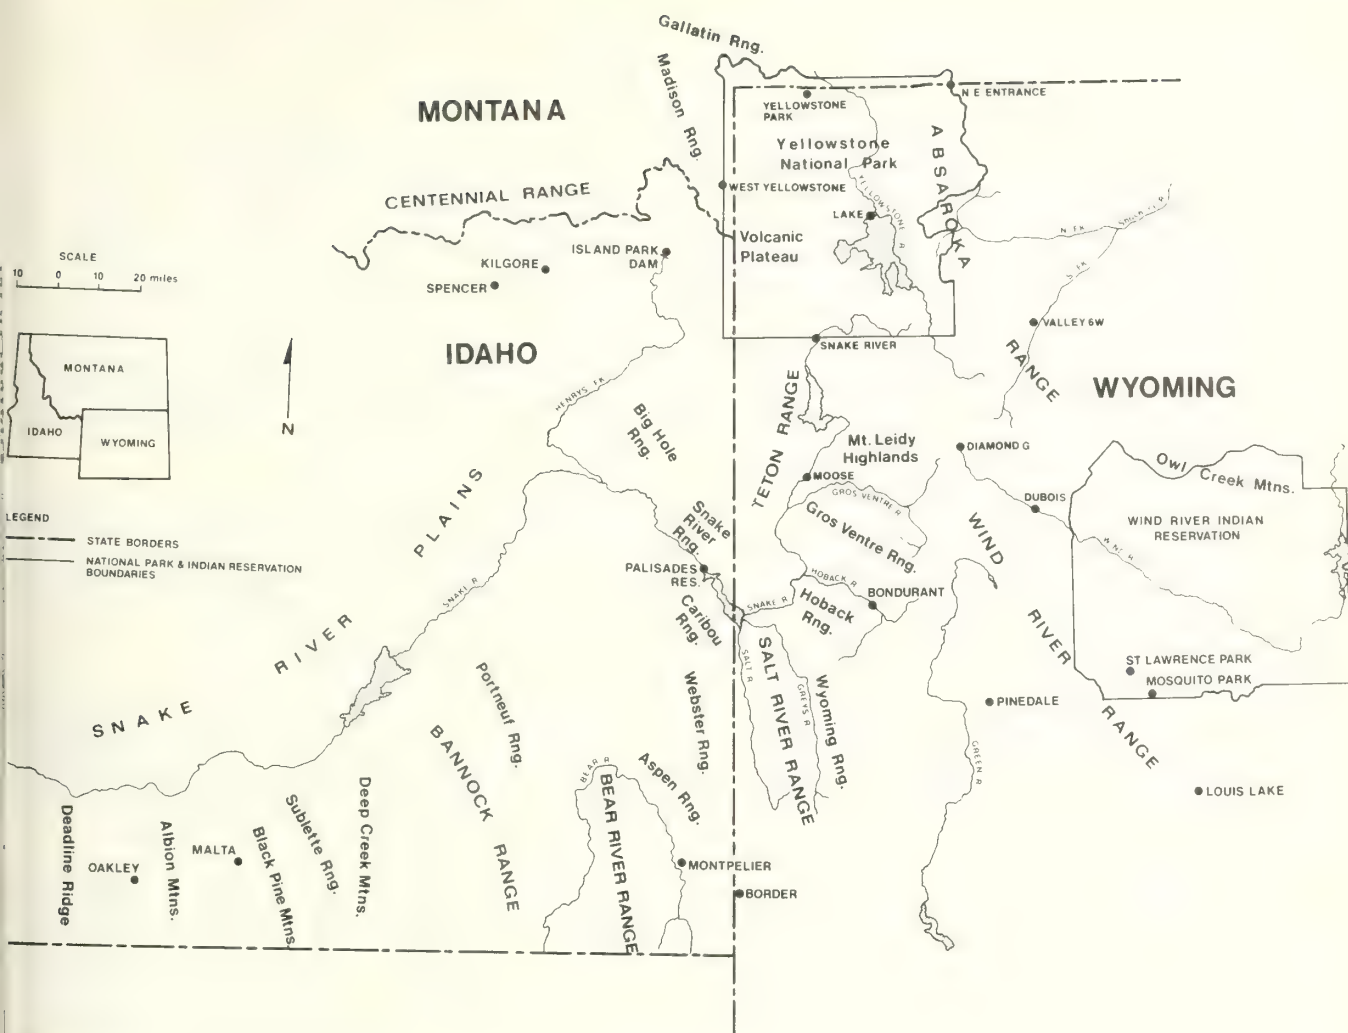 Gallatin Rng.
Madison Rng.
MONTANA
N E ENTRANCE
YELLOWSTONE
PARK
Yellowstone
National Park
ABSAROKA
RANGE
CENTENNIAL RANGE
WEST YELLOWSTONE
YELLOWSTONE R
LAKE
N. FK
S. FK
Volcanic
Plateau
ISLAND PARK
DAM
KILGORE
SPENCER
SCALE
10 0 10 20 miles
VALLEY 6W
SNAKE RIVER
IDAHO
WYOMING
MONTANA
IDAHO
WYOMING
N
HENRYS FK
Big Hole
Rng.
TETON RANGE
Mt. Leidy
Highlands
DIAMOND G
MOOSE
GROS VENTRE R
Owl Creek Mtns.
DUBOIS
WIND RIVER INDIAN
RESERVATION
WIND R
LEGEND
STATE BORDERS
NATIONAL PARK & INDIAN RESERVATION
BOUNDARIES
SNAKE RIVER PLAINS
SNAKE R
Snake
River
Rng.
Gros Ventre Rng.
WIND RIVER RANGE
PALISADES
RES.
HOBACK R
BONDURANT
SNAKE R
Hoback
Rng.
Caribou
Rng.
SALT R
SALT RIVER RANGE
GREYS R
Wyoming Rng.
ST LAWRENCE PARK
MOSQUITO PARK
PINEDALE
GREEN R
LOUIS LAKE
Portneuf Rng.
Webster Rng.
BANNOCK RANGE
BEAR R
Aspen Rng.
BEAR RIVER RANGE
Deadline Ridge
OAKLEY
Albion Mtns.
MALTA
Black Pine Mtns.
Sublette Rng.
Deep Creek Mtns.
MONTPELIER
BORDER